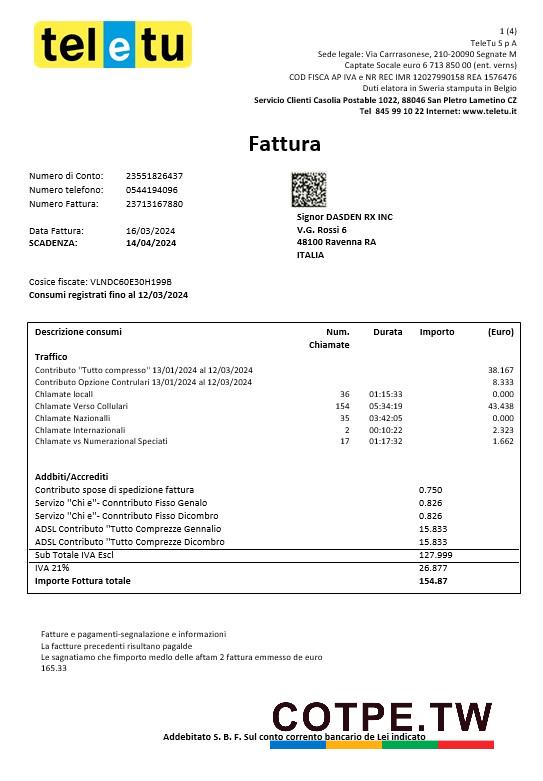 teletu
1 (4)
TeleTu S p A
Sede legale: Via Carrrasonese, 210-20090 Segnate M
Captate Socale euro 6 713 850 00 (ent. verns)
COD FISCA AP IVA e NR REC IMR 12027990158 REA 1576476
Duti elatora in Sweria stamputa in Belgio
Servicio Clienti Casolia Postable 1022, 88046 San Pletro Lametino CZ
Tel 845 99 10 22 Internet: www.teletu.it
Fattura
Numero di Conto: 23551826437
Numero telefono: 0544194096
Numero Fattura: 23713167880
Data Fattura: 16/03/2024
SCADENZA: 14/04/2024
Signor DASDEN RX INC
V.G. Rossi 6
48100 Ravenna RA
ITALIA
Cosice fiscate: VLNDC60E30H199B
Consumi registrati fino al 12/03/2024
Descrizione consumi Num. Chiamate Durata Importo (Euro)
Traffico
Contributo "Tutto compresso" 13/01/2024 al 12/03/2024 38.167
Contributo Opzione Contrulari 13/01/2024 al 12/03/2024 8.333
Chlamate locall 36 01:15:33 0.000
Chlamate Verso Collulari 154 05:34:19 43.438
Chlamate Nazionalli 35 03:42:05 0.000
Chlamate Internazionali 2 00:10:22 2.323
Chlamate vs Numerazional Speciati 17 01:17:32 1.662
Addbiti/Accrediti
Contributo spose di spedizione fattura 0.750
Servizo "Chi e"- Conntributo Fisso Genalo 0.826
Servizo "Chi e"- Conntributo Fisso Dicombro 0.826
ADSL Contributo "Tutto Comprezze Gennalio 15.833
ADSL Contributo "Tutto Comprezze Dicombro 15.833
Sub Totale IVA Escl 127.999
IVA 21% 26.877
Importe Fottura totale 154.87
Fatture e pagamenti-segnalazione e informazioni
La factture precedenti risultano pagalde
Le sagnatiamo che fimporto medlo delle aftam 2 fattura emmesso de euro
165.33
COTPE.TW
Addebitato S. B. F. Sul conto corrento bancario de Lei indicato